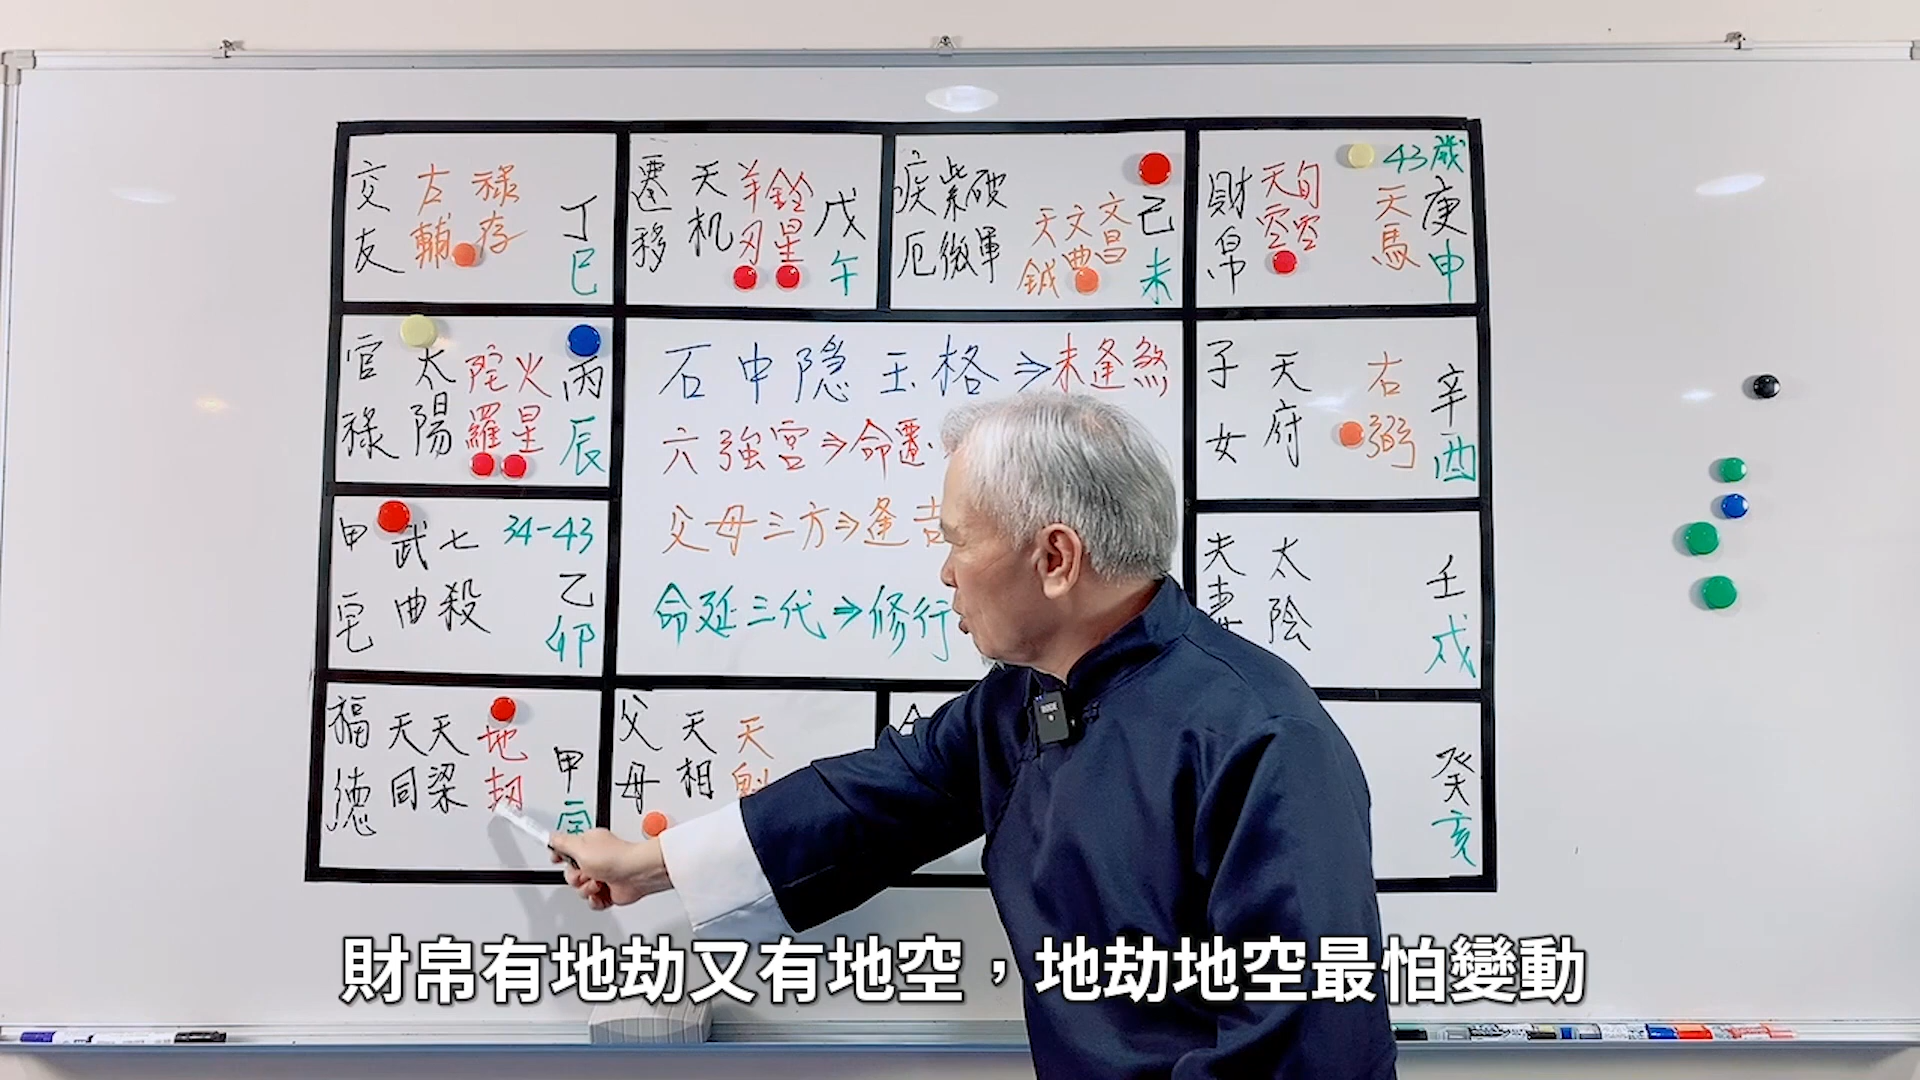 交友 左輔 祿存 丁巳
遷移 天机 羊刃 鈴星 戊午
疾厄 紫微 破軍 天鉞 文曲 文昌 己未
財帛 天空 旬空 天馬 43歲 庚申
官祿 太陽 陀羅 火星 丙辰
石中隐玉格⇒未逢煞
六強宮⇒命遷
父母三方⇒逢吉
命延三代⇒修行
子女 天府 右弼 辛酉
田宅 武曲 七殺 34-43 乙卯
夫妻 太陰 壬戌
福德 天同 天梁 地刼 甲寅
父母 天相 天魁
癸亥
財帛有地劫又有地空，地劫地空最怕變動